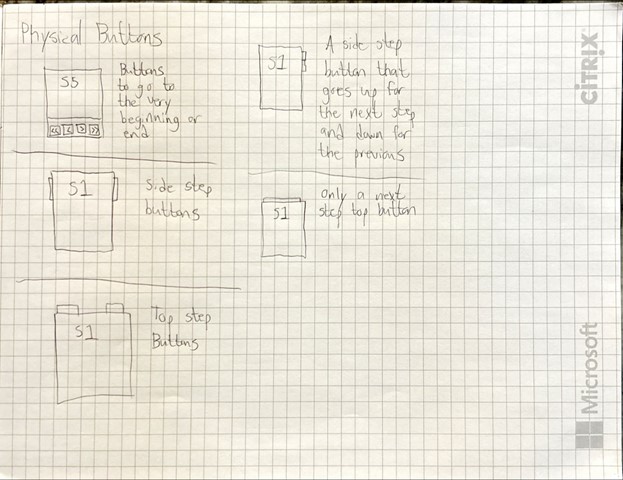 Physical Buttons
S5
<< < > >>
Buttons
to go to
the very
beginning or
end
S1
A side step
button that
goes up for
the next step
and down for
the previous
S1
Side step
buttons
S1
Only a next
step top button
S1
Top step
Buttons
CİTRİX
Microsoft